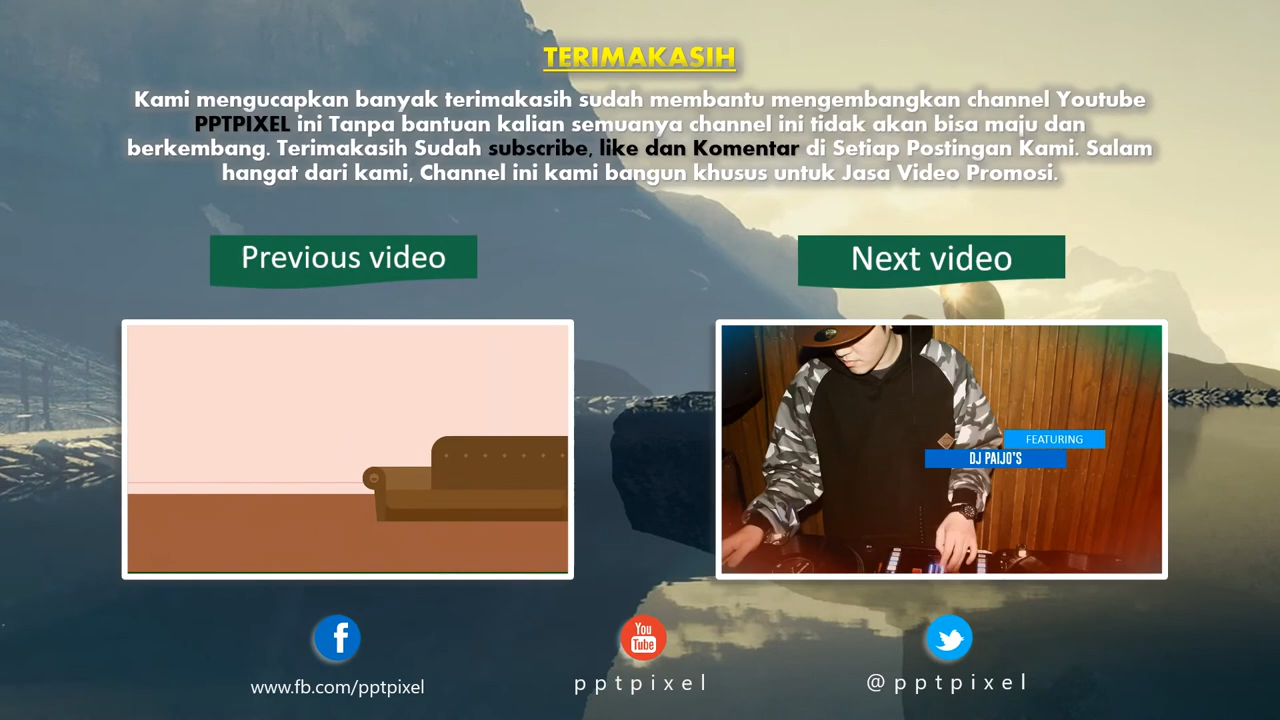 TERIMAKASIH
Kami mengucapkan banyak terimakasih sudah membantu mengembangkan channel Youtube
PPTPIXEL ini Tanpa bantuan kalian semuanya channel ini tidak akan bisa maju dan
berkembang. Terimakasih Sudah subscribe, like dan Komentar di Setiap Postingan Kami. Salam
hangat dari kami, Channel ini kami bangun khusus untuk Jasa Video Promosi.
Previous video
Next video
FEATURING
DJ PAIJO'S
f
You
Tube
www.fb.com/pptpixel
pptpixel
@pptpixel